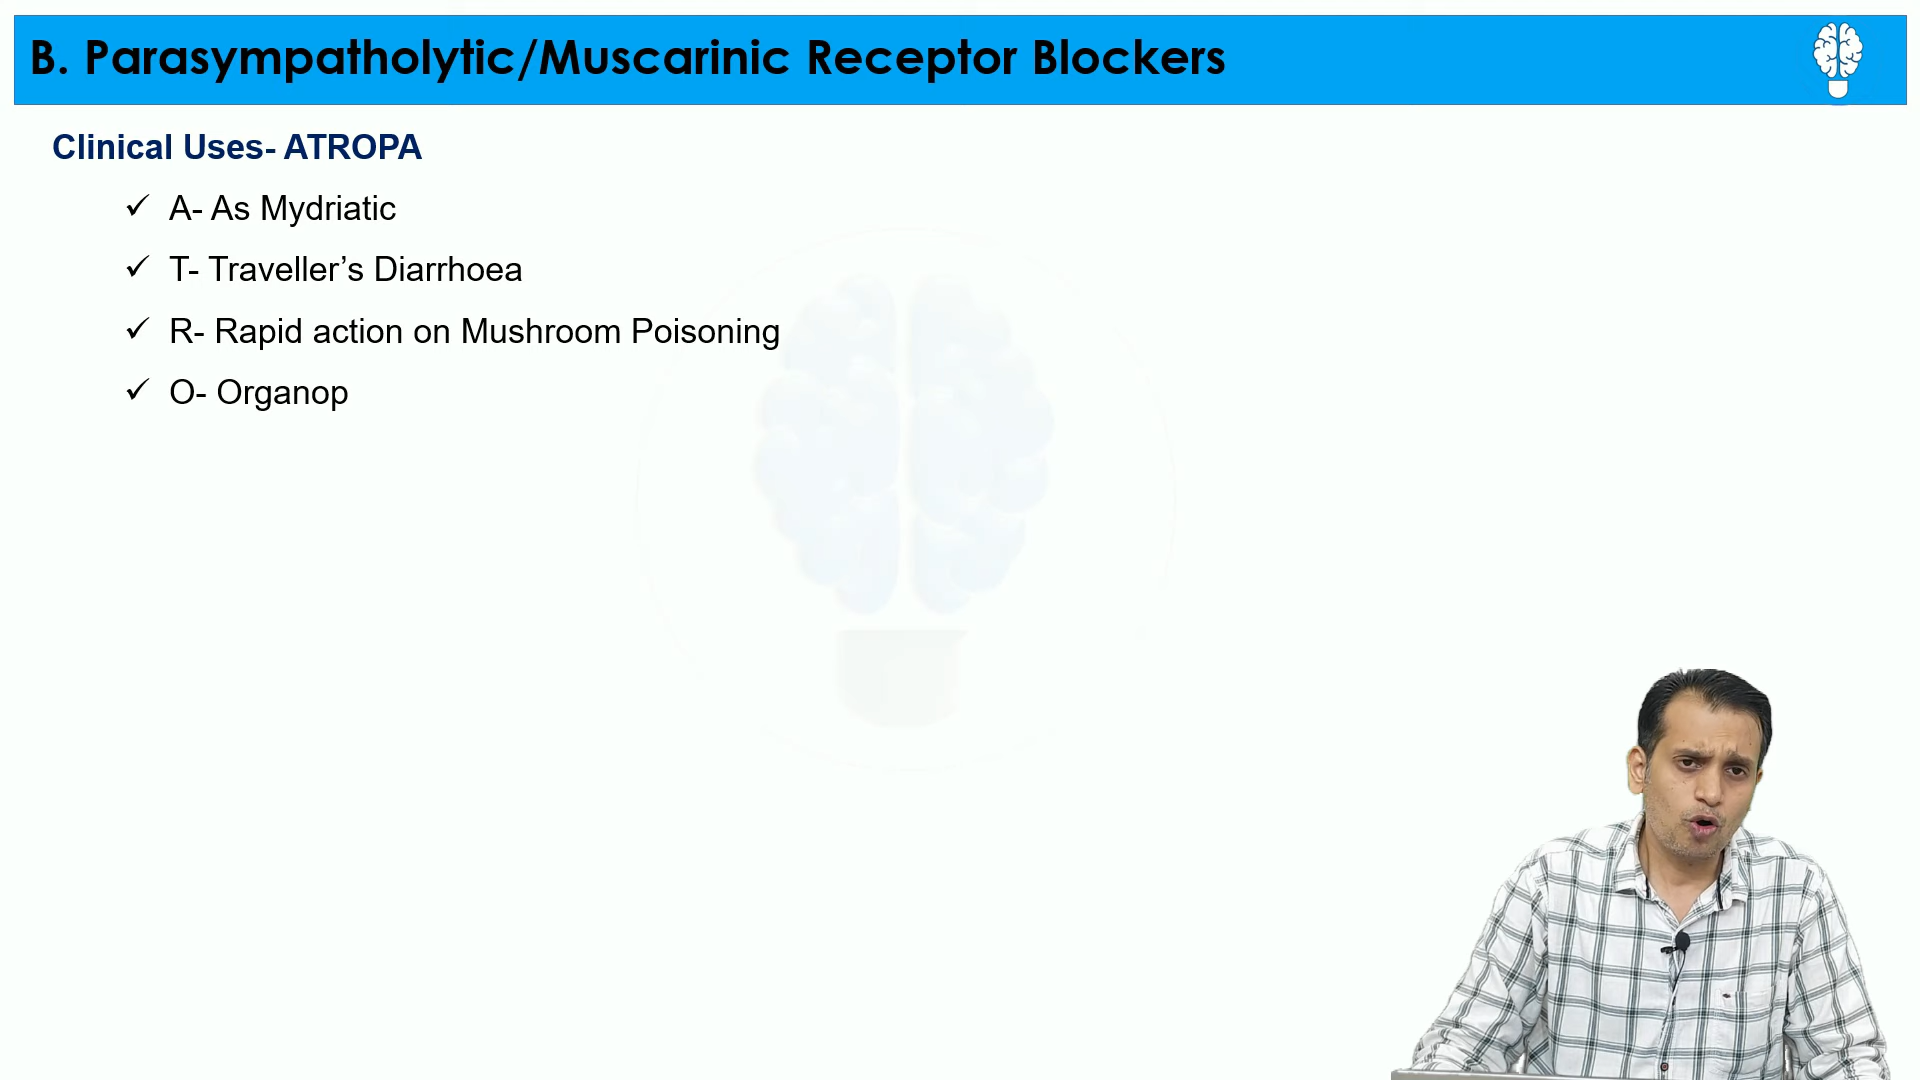 B. Parasympatholytic/Muscarinic Receptor Blockers
Clinical Uses- ATROPA
✓ A- As Mydriatic
✓ T- Traveller’s Diarrhoea
✓ R- Rapid action on Mushroom Poisoning
✓ O- Organop